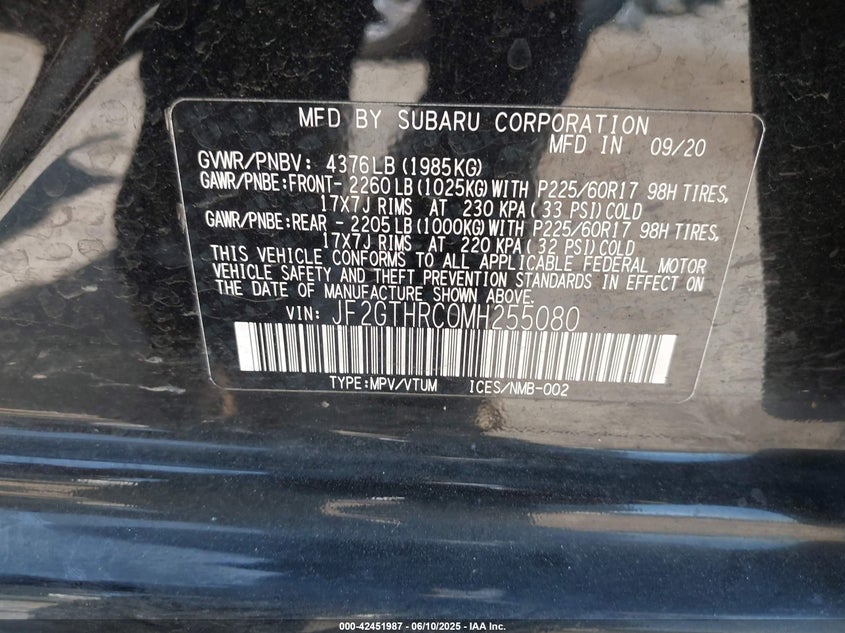 MFD BY SUBARU CORPORATION
MFD IN 09/20
GVWR/PNBV: 4376LB (1985KG)
GAWR/PNBE:FRONT- 2260 LB (1025KG) WITH P225/60R17 98H TIRES,
17X7J RIMS AT 230 KPA (33 PSI) COLD
GAWR/PNBE:REAR - 2205 LB (1000KG) WITH P225/60R17 98H TIRES,
17X7J RIMS AT 220 KPA (32 PSI) COLD
THIS VEHICLE CONFORMS TO ALL APPLICABLE FEDERAL MOTOR
VEHICLE SAFETY AND THEFT PREVENTION STANDARDS IN EFFECT ON
THE DATE OF MANUFACTURE SHOWN ABOVE.
VIN: JF2GTHRC0MH255080
TYPE:MPV/VTUM ICES/NMB-002
000-42451987 - 06/10/2025 - IAA Inc.